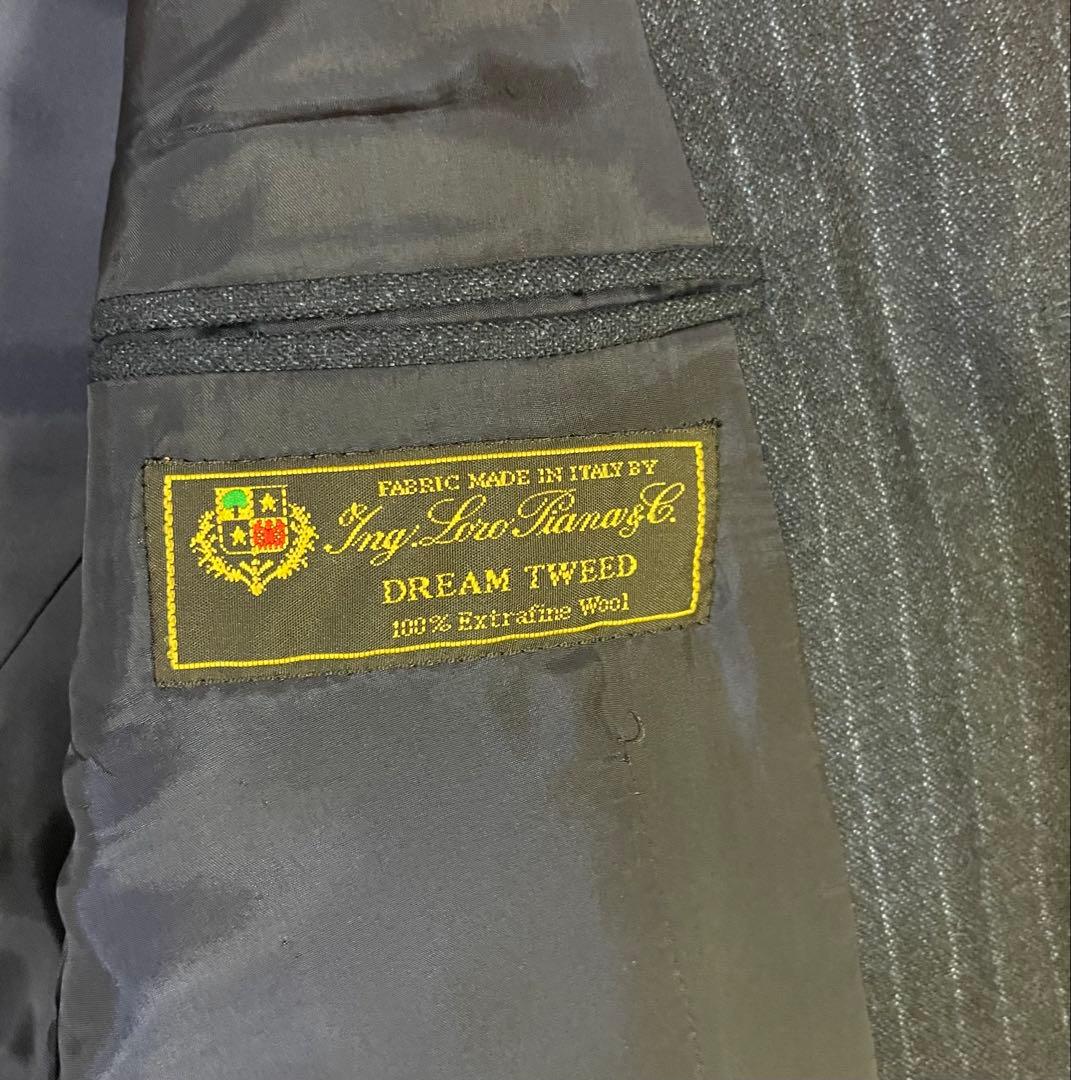 FABRIC MADE IN ITALY BY
Ing. Loro Piana & C.
DREAM TWEED
100% Extrafine Wool